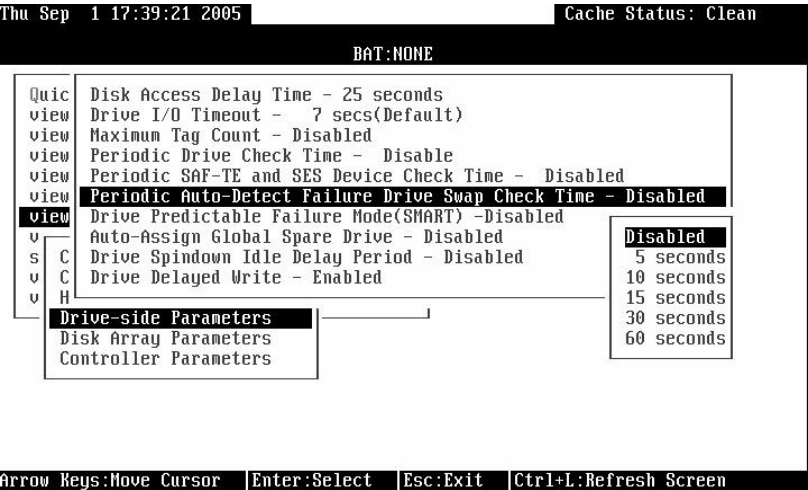 Thu Sep  1 17:39:21 2005 Cache Status: Clean
BAT:NONE
Quic Disk Access Delay Time - 25 seconds
view Drive I/O Timeout -   7 secs(Default)
view Maximum Tag Count - Disabled
view Periodic Drive Check Time -  Disable
view Periodic SAF-TE and SES Device Check Time -  Disabled
view Periodic Auto-Detect Failure Drive Swap Check Time - Disabled
view Drive Predictable Failure Mode(SMART) -Disabled
v Auto-Assign Global Spare Drive - Disabled Disabled
s C Drive Spindown Idle Delay Period - Disabled 5 seconds
v C Drive Delayed Write - Enabled 10 seconds
v H 15 seconds
Drive-side Parameters 30 seconds
Disk Array Parameters 60 seconds
Controller Parameters
Arrow Keys:Move Cursor |Enter:Select |Esc:Exit |Ctrl+L:Refresh Screen